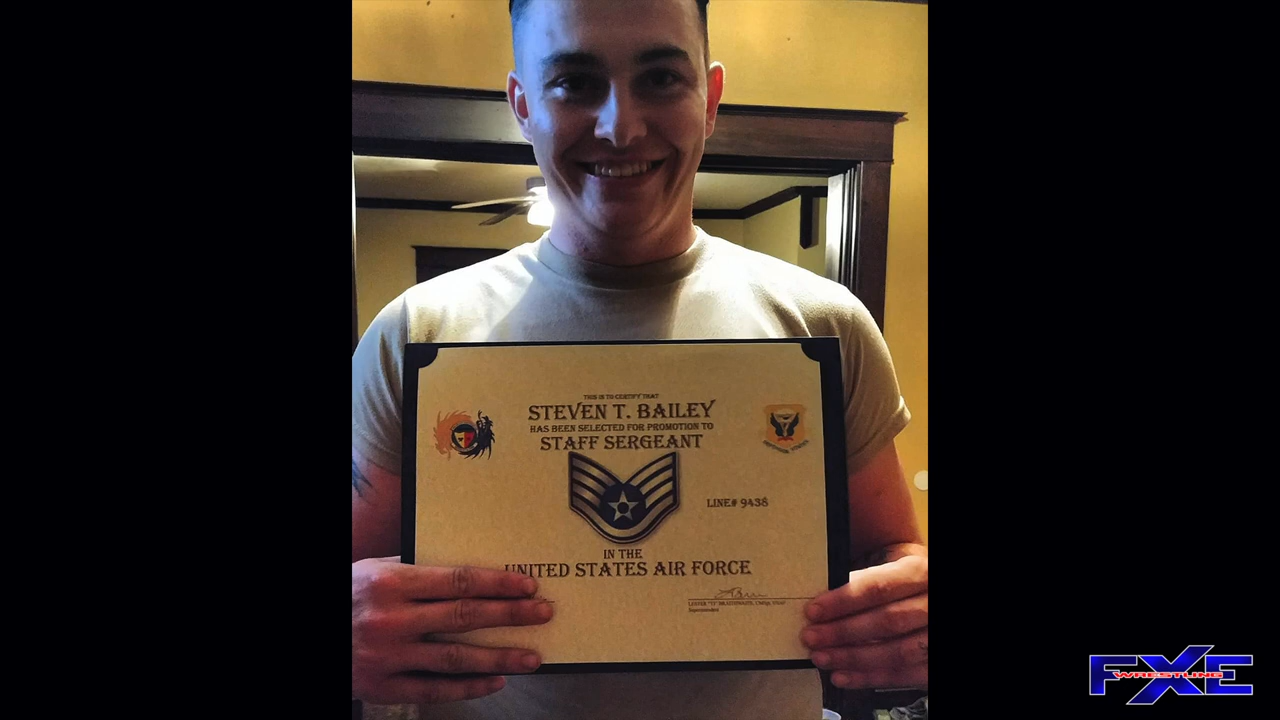 THIS IS TO CERTIFY THAT
STEVEN T. BAILEY
HAS BEEN SELECTED FOR PROMOTION TO
STAFF SERGEANT
LINE# 9438
IN THE
UNITED STATES AIR FORCE
Superintendent
FXE
WRESTLING